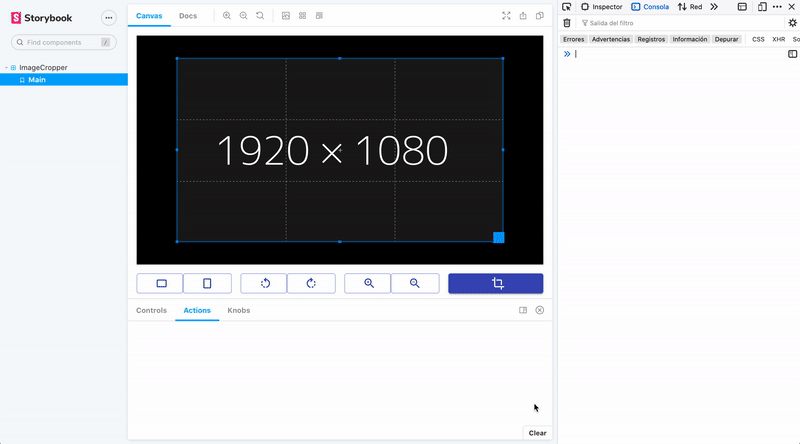 Storybook
Find components
/
ImageCropper
Main
Canvas
Docs
1920 × 1080
Controls
Actions
Knobs
Clear
Inspector
Consola
Red
Salida del filtro
Errores
Advertencias
Registros
Información
Depurar
CSS
XHR
So